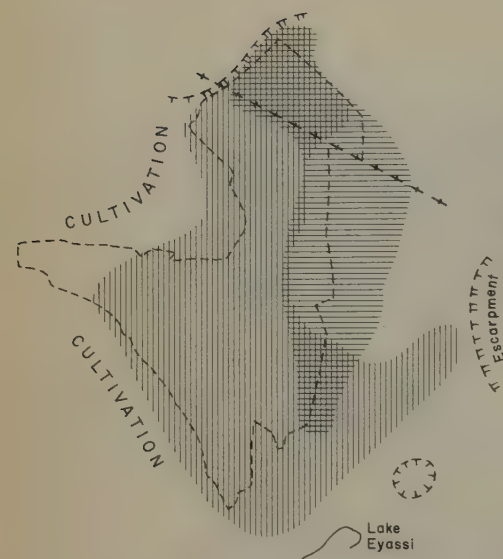 CULTIVATION
CULTIVATION
Escarpment
Lake
Eyassi